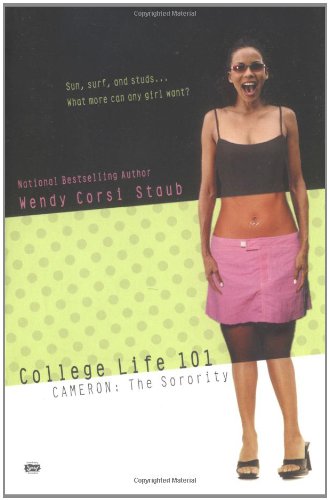 Copyrighted Material
Sun, surf, and studs...
What more can any girl want?
National Bestselling Author
Wendy Corsi Staub
College Life 101
CAMERON: The Sorority
Copyrighted Material